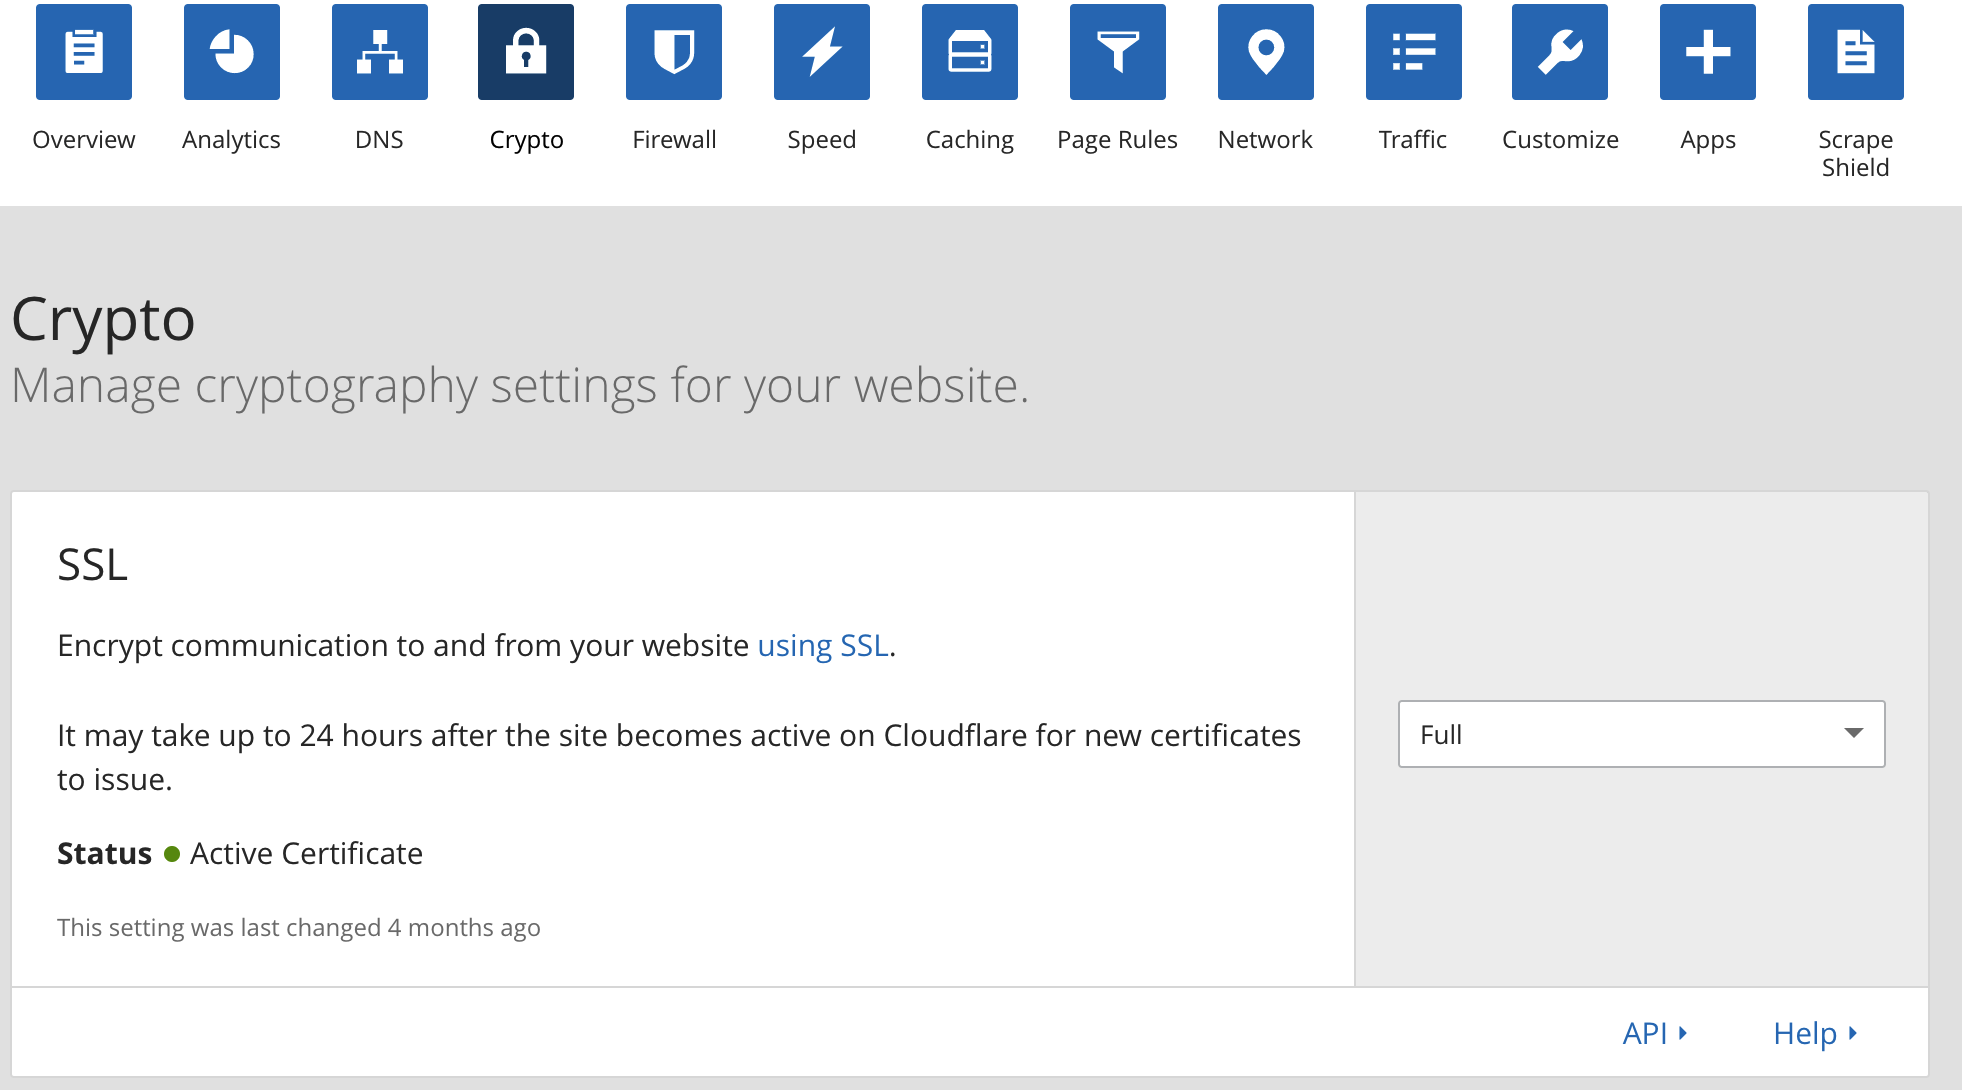 Overview Analytics DNS Crypto Firewall Speed Caching Page Rules Network Traffic Customize Apps Scrape Shield
Crypto
Manage cryptography settings for your website.
SSL
Encrypt communication to and from your website using SSL.
It may take up to 24 hours after the site becomes active on Cloudflare for new certificates
to issue.
Status Active Certificate
This setting was last changed 4 months ago
Full
API Help